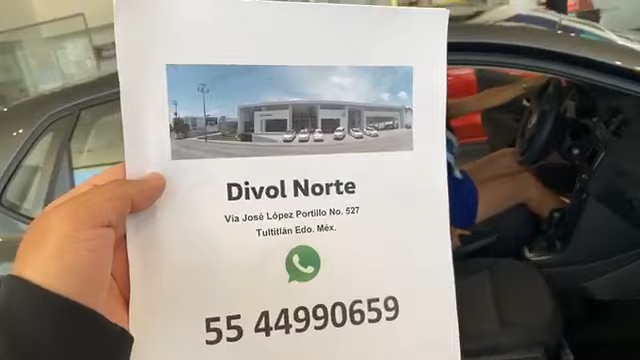 Divol Norte
Vía José López Portillo No. 527
Tultitlán Edo. Méx.
55 44990659